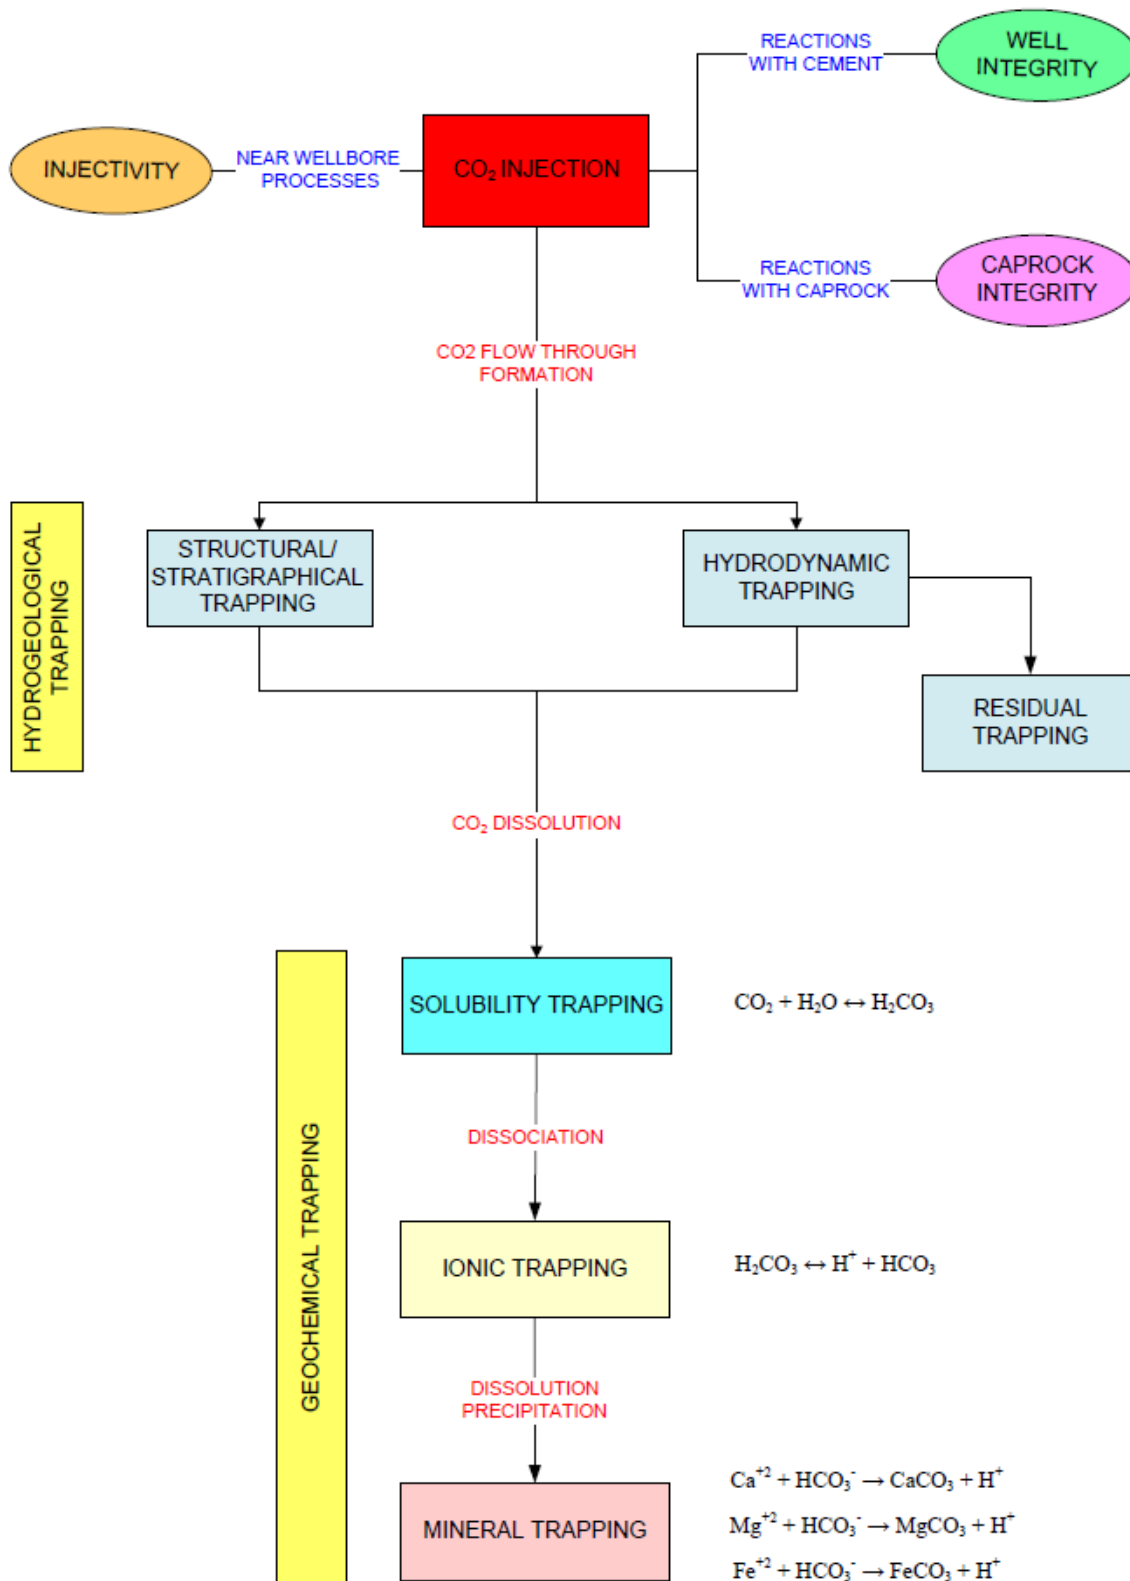 REACTIONS
WITH CEMENT
WELL
INTEGRITY
INJECTIVITY
NEAR WELLBORE
PROCESSES
CO₂ INJECTION
REACTIONS
WITH CAPROCK
CAPROCK
INTEGRITY
CO2 FLOW THROUGH
FORMATION
HYDROGEOLOGICAL
TRAPPING
STRUCTURAL/
STRATIGRAPHICAL
TRAPPING
HYDRODYNAMIC
TRAPPING
RESIDUAL
TRAPPING
CO₂ DISSOLUTION
GEOCHEMICAL TRAPPING
SOLUBILITY TRAPPING
CO₂ + H₂O ↔ H₂CO₃
DISSOCIATION
IONIC TRAPPING
H₂CO₃ ↔ H⁺ + HCO₃
DISSOLUTION
PRECIPITATION
MINERAL TRAPPING
Ca⁺² + HCO₃⁻ → CaCO₃ + H⁺
Mg⁺² + HCO₃⁻ → MgCO₃ + H⁺
Fe⁺² + HCO₃⁻ → FeCO₃ + H⁺